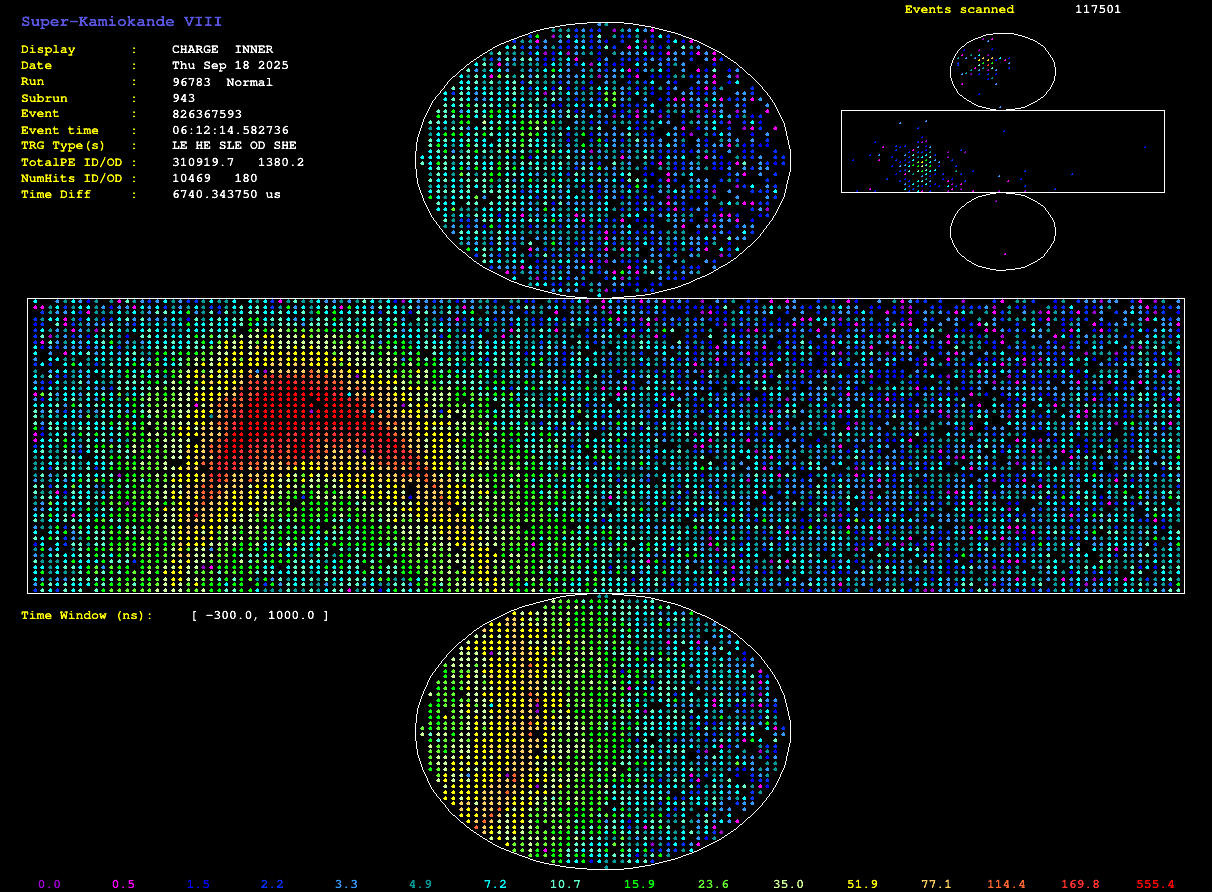 Super-Kamiokande VIII
Events scanned 117501
Display : CHARGE INNER
Date : Thu Sep 18 2025
Run : 96783 Normal
Subrun : 943
Event : 826367593
Event time : 06:12:14.582736
TRG Type(s) : LE HE SLE OD SHE
TotalPE ID/OD : 310919.7 1380.2
NumHits ID/OD : 10469 180
Time Diff : 6740.343750 us
Time Window (ns): [ -300.0, 1000.0 ]
0.0 0.5 1.5 2.2 3.3 4.9 7.2 10.7 15.9 23.6 35.0 51.9 77.1 114.4 169.8 555.4